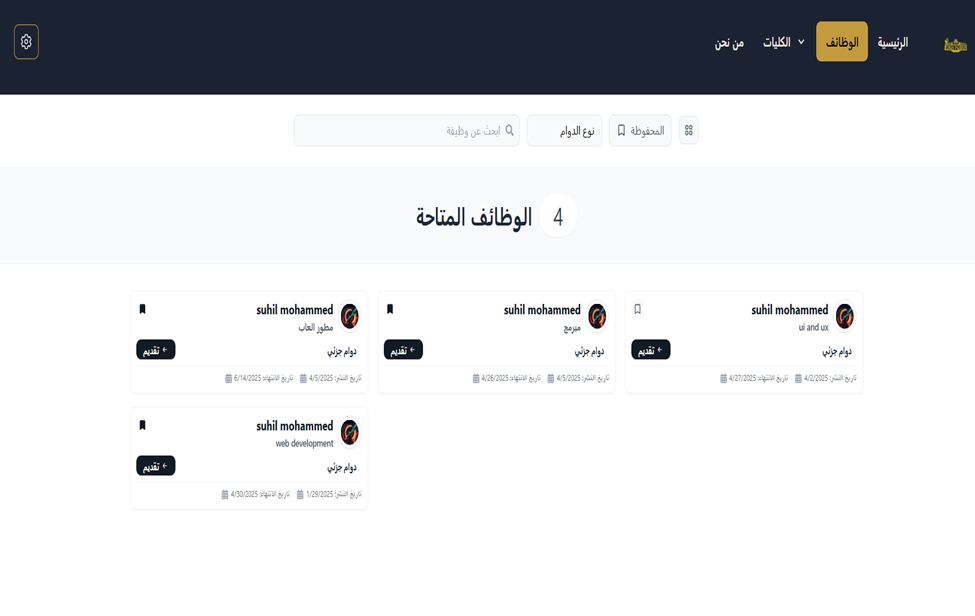 الرئيسية
الوظائف
الكليات
من نحن
المحفوظة
نوع الدوام
ابحث عن وظيفة
4 الوظائف المتاحة
suhil mohammed
ui and ux
دوام جزئي
← تقديم
تاريخ النشر: 4/2/2025 تاريخ الانتهاء: 4/27/2025
suhil mohammed
مبرمج
دوام جزئي
← تقديم
تاريخ النشر: 4/5/2025 تاريخ الانتهاء: 4/26/2025
suhil mohammed
مطور العاب
دوام جزئي
← تقديم
تاريخ النشر: 4/5/2025 تاريخ الانتهاء: 6/14/2025
suhil mohammed
web development
دوام جزئي
← تقديم
تاريخ النشر: 1/29/2025 تاريخ الانتهاء: 4/30/2025